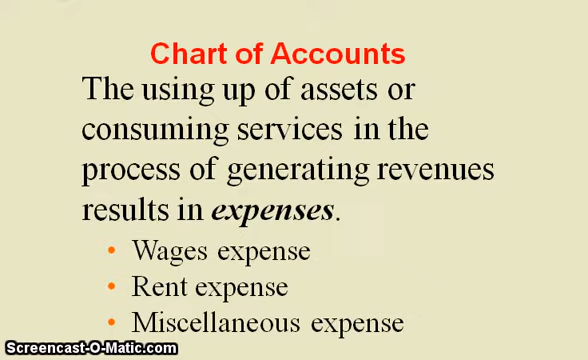 Chart of Accounts
The using up of assets or
consuming services in the
process of generating revenues
results in expenses.
• Wages expense
• Rent expense
• Miscellaneous expense
Screencast-O-Matic.com